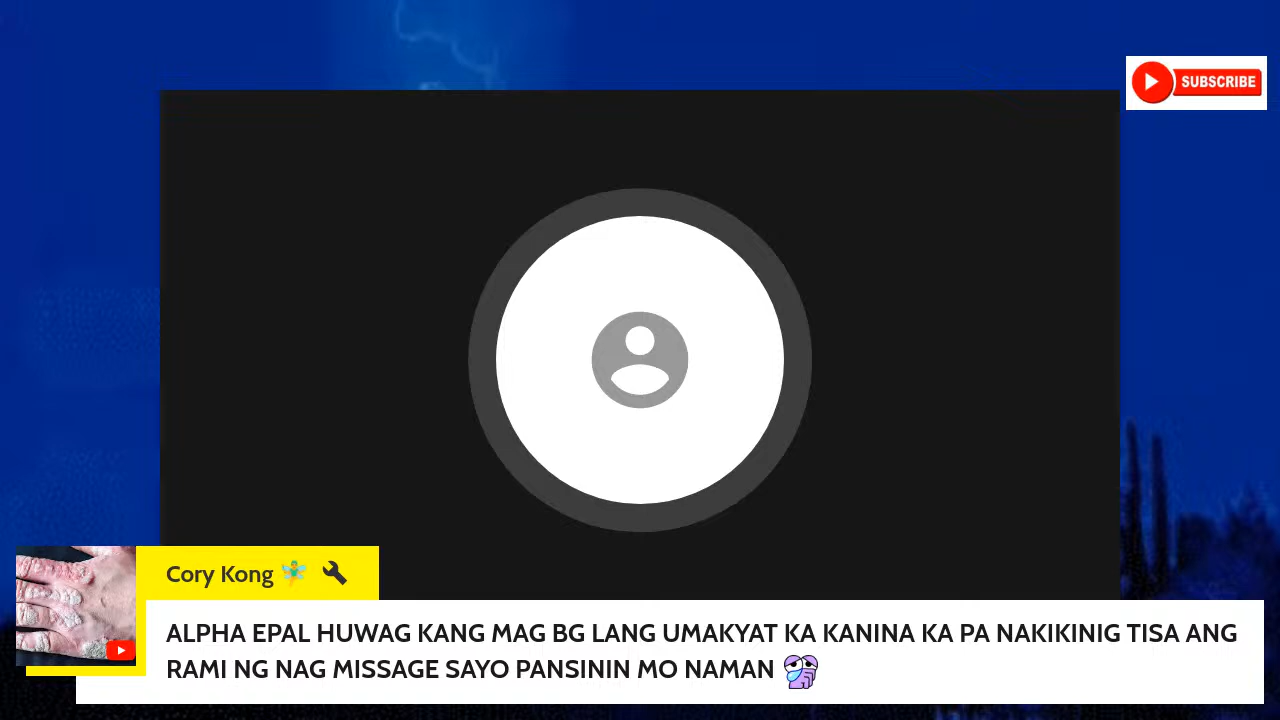 SUBSCRIBE
Cory Kong
ALPHA EPAL HUWAG KANG MAG BG LANG UMAKYAT KA KANINA KA PA NAKIKINIG TISA ANG
RAMI NG NAG MISSAGE SAYO PANSININ MO NAMAN